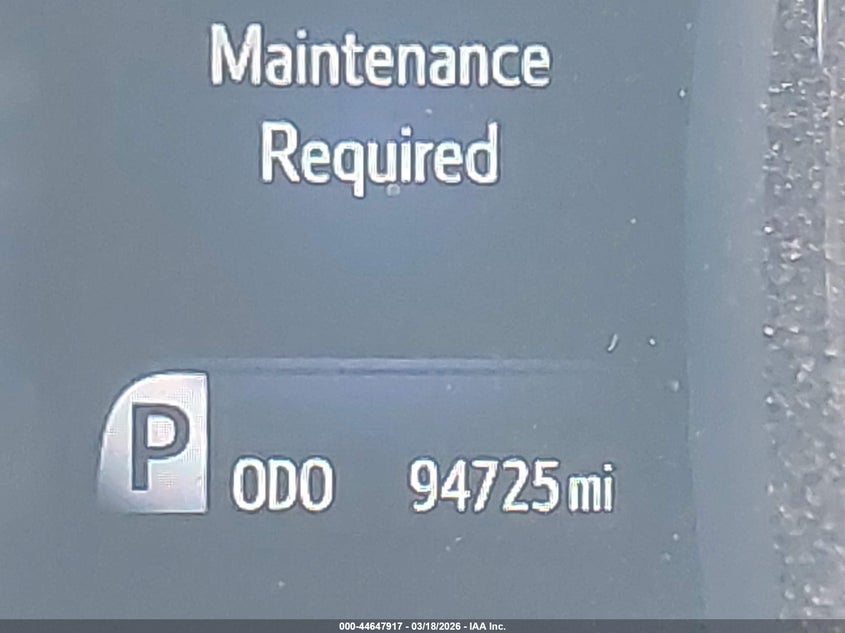 Maintenance
Required
P
ODO 94725 mi
000-44647917 - 03/18/2026 - IAA Inc.